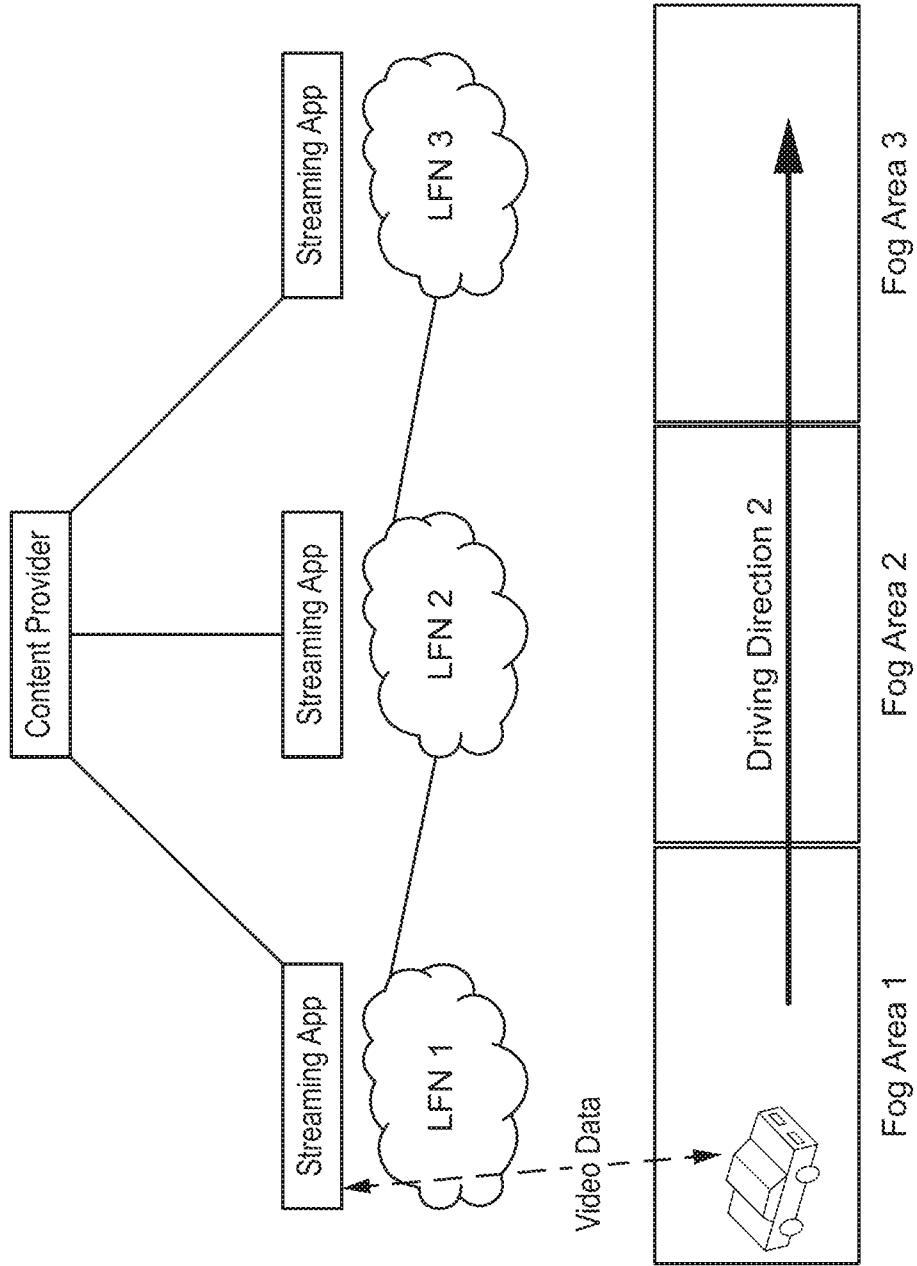 Content Provider
Streaming App
Streaming App
Streaming App
LFN 1
LFN 2
LFN 3
Video Data
Driving Direction 2
Fog Area 1
Fog Area 2
Fog Area 3